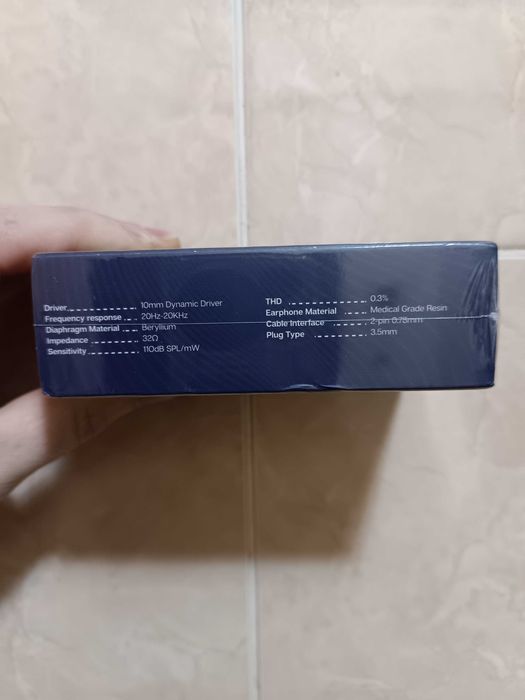 Driver 10mm Dynamic Driver
Frequency response 20Hz-20KHz
Diaphragm Material Beryllium
Impedance 32Ω
Sensitivity 110dB SPL/mW
THD 0.3%
Earphone Material Medical Grade Resin
Cable Interface 2-pin 0.78mm
Plug Type 3.5mm